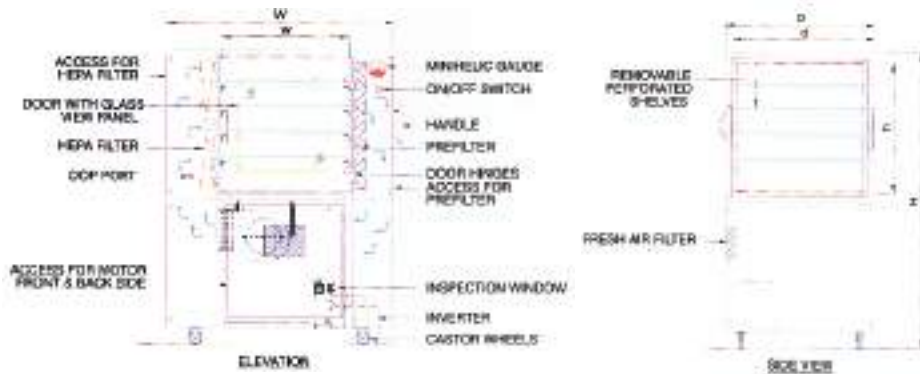 W
w
ACCESS FOR
HEPA FILTER
DOOR WITH GLASS
VIEW PANEL
HEPA FILTER
DOP PORT
ACCESS FOR MOTOR
FRONT & BACK SIDE
MINIHELIC GAUGE
ON/OFF SWITCH
HANDLE
PREFILTER
DOOR HINGES
ACCESS FOR
PREFILTER
INSPECTION WINDOW
INVERTER
CASTOR WHEELS
ELEVATION
D
d
REMOVABLE
PERFORATED
SHELVES
h
H
FRESH AIR FILTER
SIDE VIEW